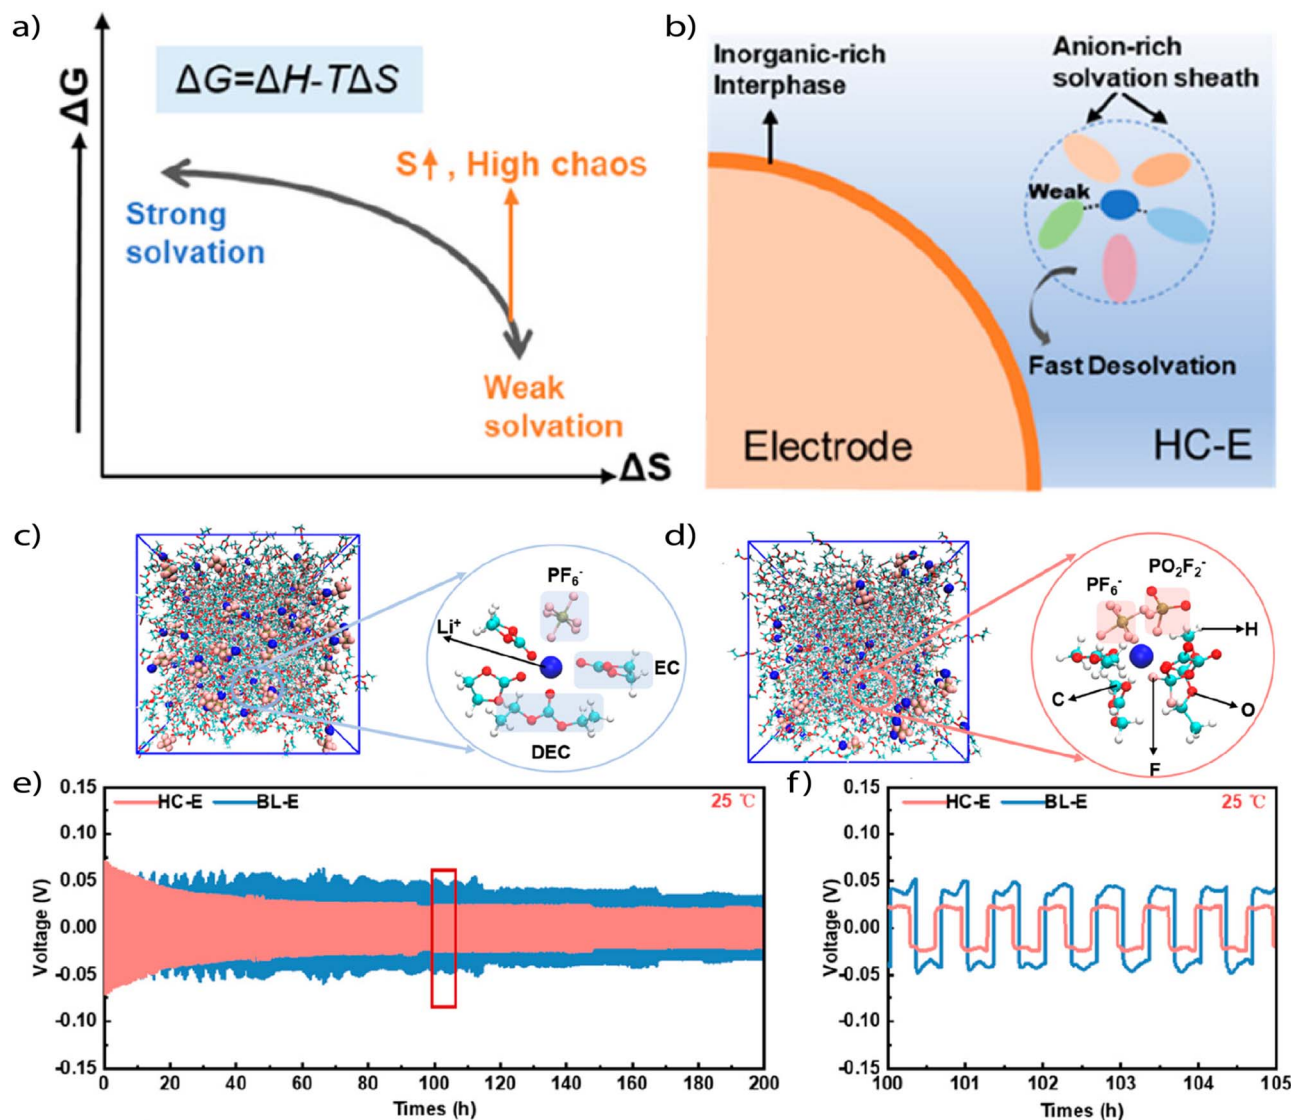 a)
ΔG
ΔG=ΔH-TΔS
S↑, High chaos
Strong
solvation
Weak
solvation
ΔS
b)
Inorganic-rich
Interphase
Anion-rich
solvation sheath
Weak
Fast Desolvation
Electrode
HC-E
c)
PF6-
Li+
EC
DEC
d)
PO2F2-
PF6-
H
C
O
F
e)
HC-E BL-E 25 ℃
0.15
0.10
0.05
0.00
-0.05
-0.10
-0.15
Voltage (V)
0 20 40 60 80 100 120 140 160 180 200
Times (h)
f)
HC-E BL-E 25 ℃
0.15
0.10
0.05
0.00
-0.05
-0.10
-0.15
Voltage (V)
100 101 102 103 104 105
Times (h)